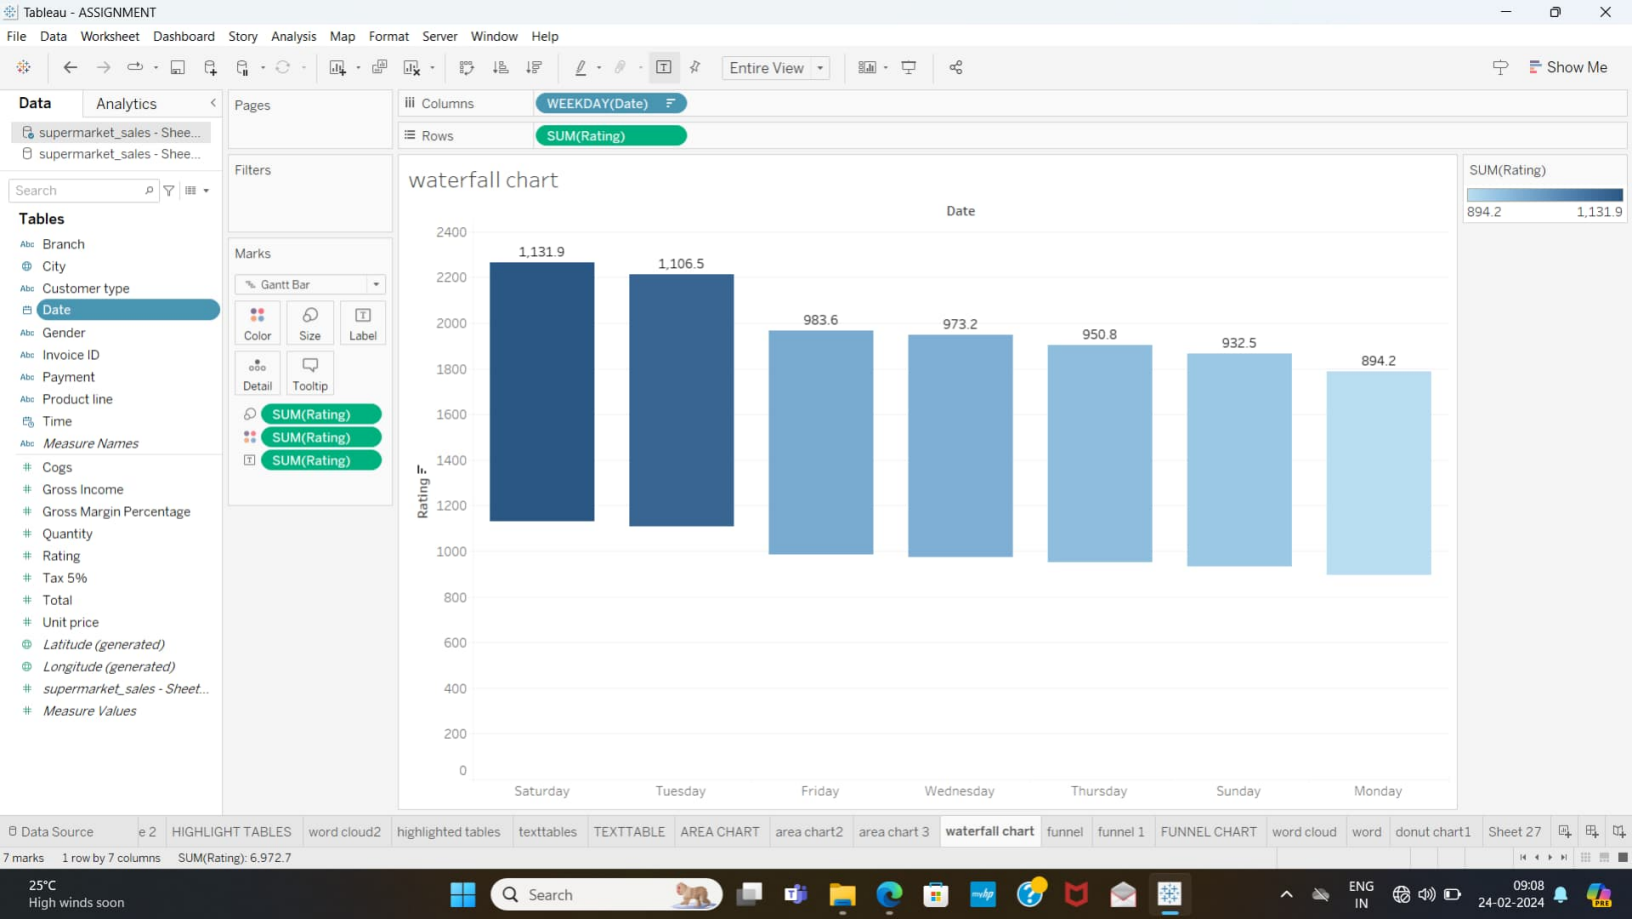 Tableau - ASSIGNMENT
File Data Worksheet Dashboard Story Analysis Map Format Server Window Help
Entire View
Show Me
Data Analytics
supermarket_sales - Shee...
supermarket_sales - Shee...
Search
Tables
Abc Branch
City
Abc Customer type
Date
Abc Gender
Abc Invoice ID
Abc Payment
Abc Product line
Time
Abc Measure Names
# Cogs
# Gross Income
# Gross Margin Percentage
# Quantity
# Rating
# Tax 5%
# Total
# Unit price
Latitude (generated)
Longitude (generated)
# supermarket_sales - Sheet...
# Measure Values
Pages
Filters
Marks
Gantt Bar
Color Size Label
Detail Tooltip
SUM(Rating)
SUM(Rating)
SUM(Rating)
Columns WEEKDAY(Date)
Rows SUM(Rating)
waterfall chart
Date
2400
2200
2000
1800
1600
1400
1200
1000
800
600
400
200
0
Rating
1,131.9
1,106.5
983.6
973.2
950.8
932.5
894.2
Saturday Tuesday Friday Wednesday Thursday Sunday Monday
SUM(Rating)
894.2 1,131.9
Data Source e 2 HIGHLIGHT TABLES word cloud2 highlighted tables texttables TEXTTABLE AREA CHART area chart2 area chart 3 waterfall chart funnel funnel 1 FUNNEL CHART word cloud word donut chart1 Sheet 27
7 marks 1 row by 7 columns SUM(Rating): 6,972.7
25°C
High winds soon
Search
ENG
IN
09:08
24-02-2024
PRE